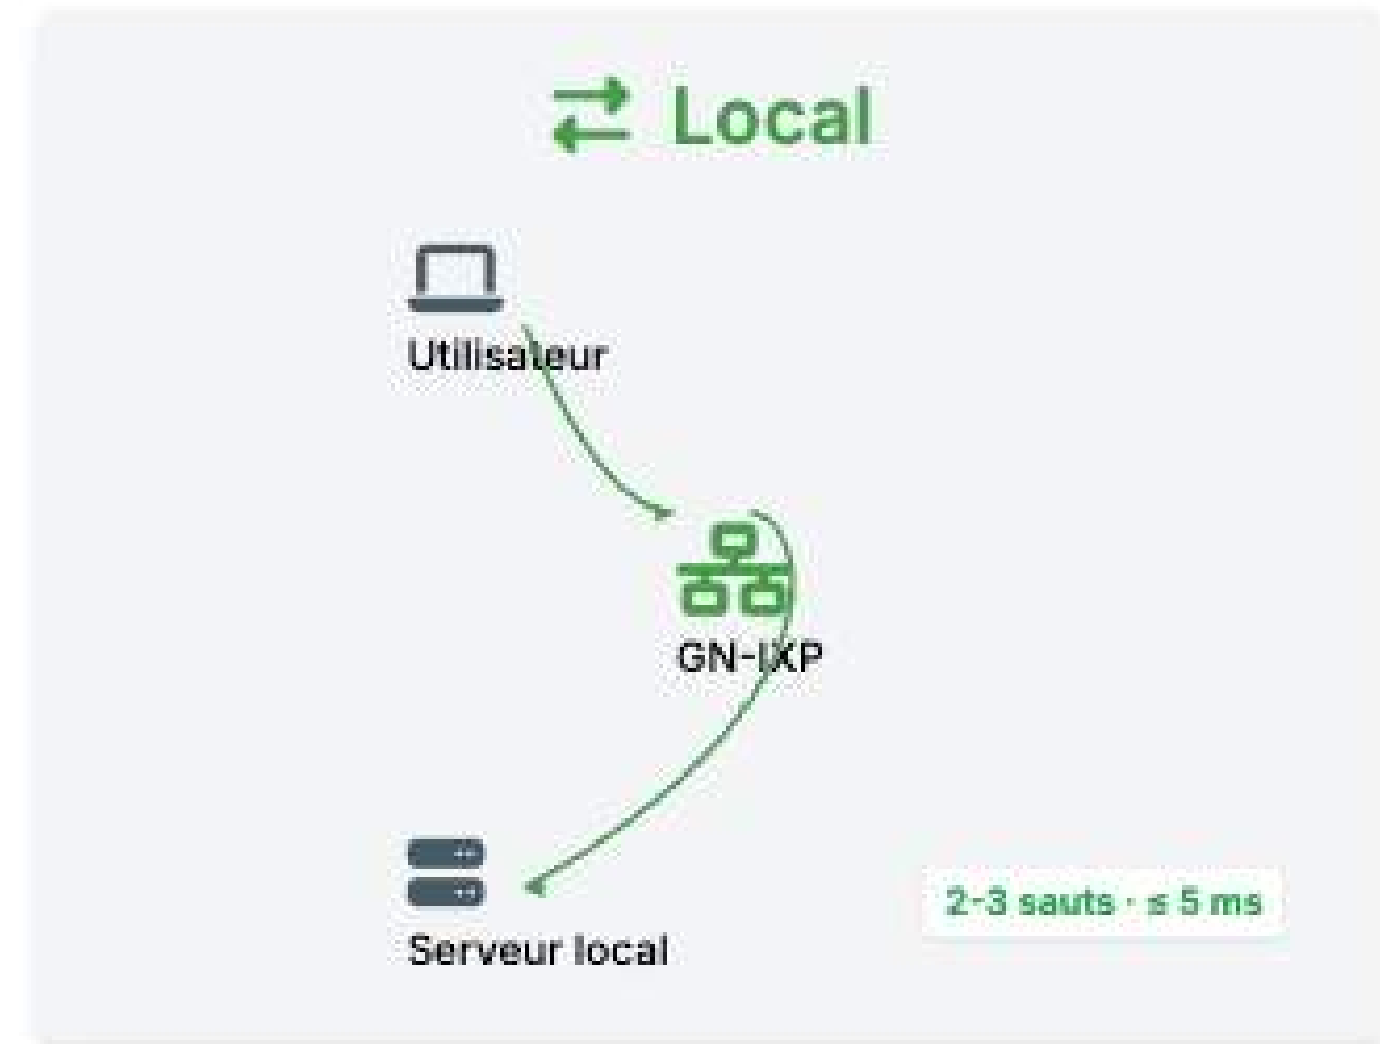 Local
Utilisateur
GN-IXP
Serveur local
2-3 sauts · ≤ 5 ms